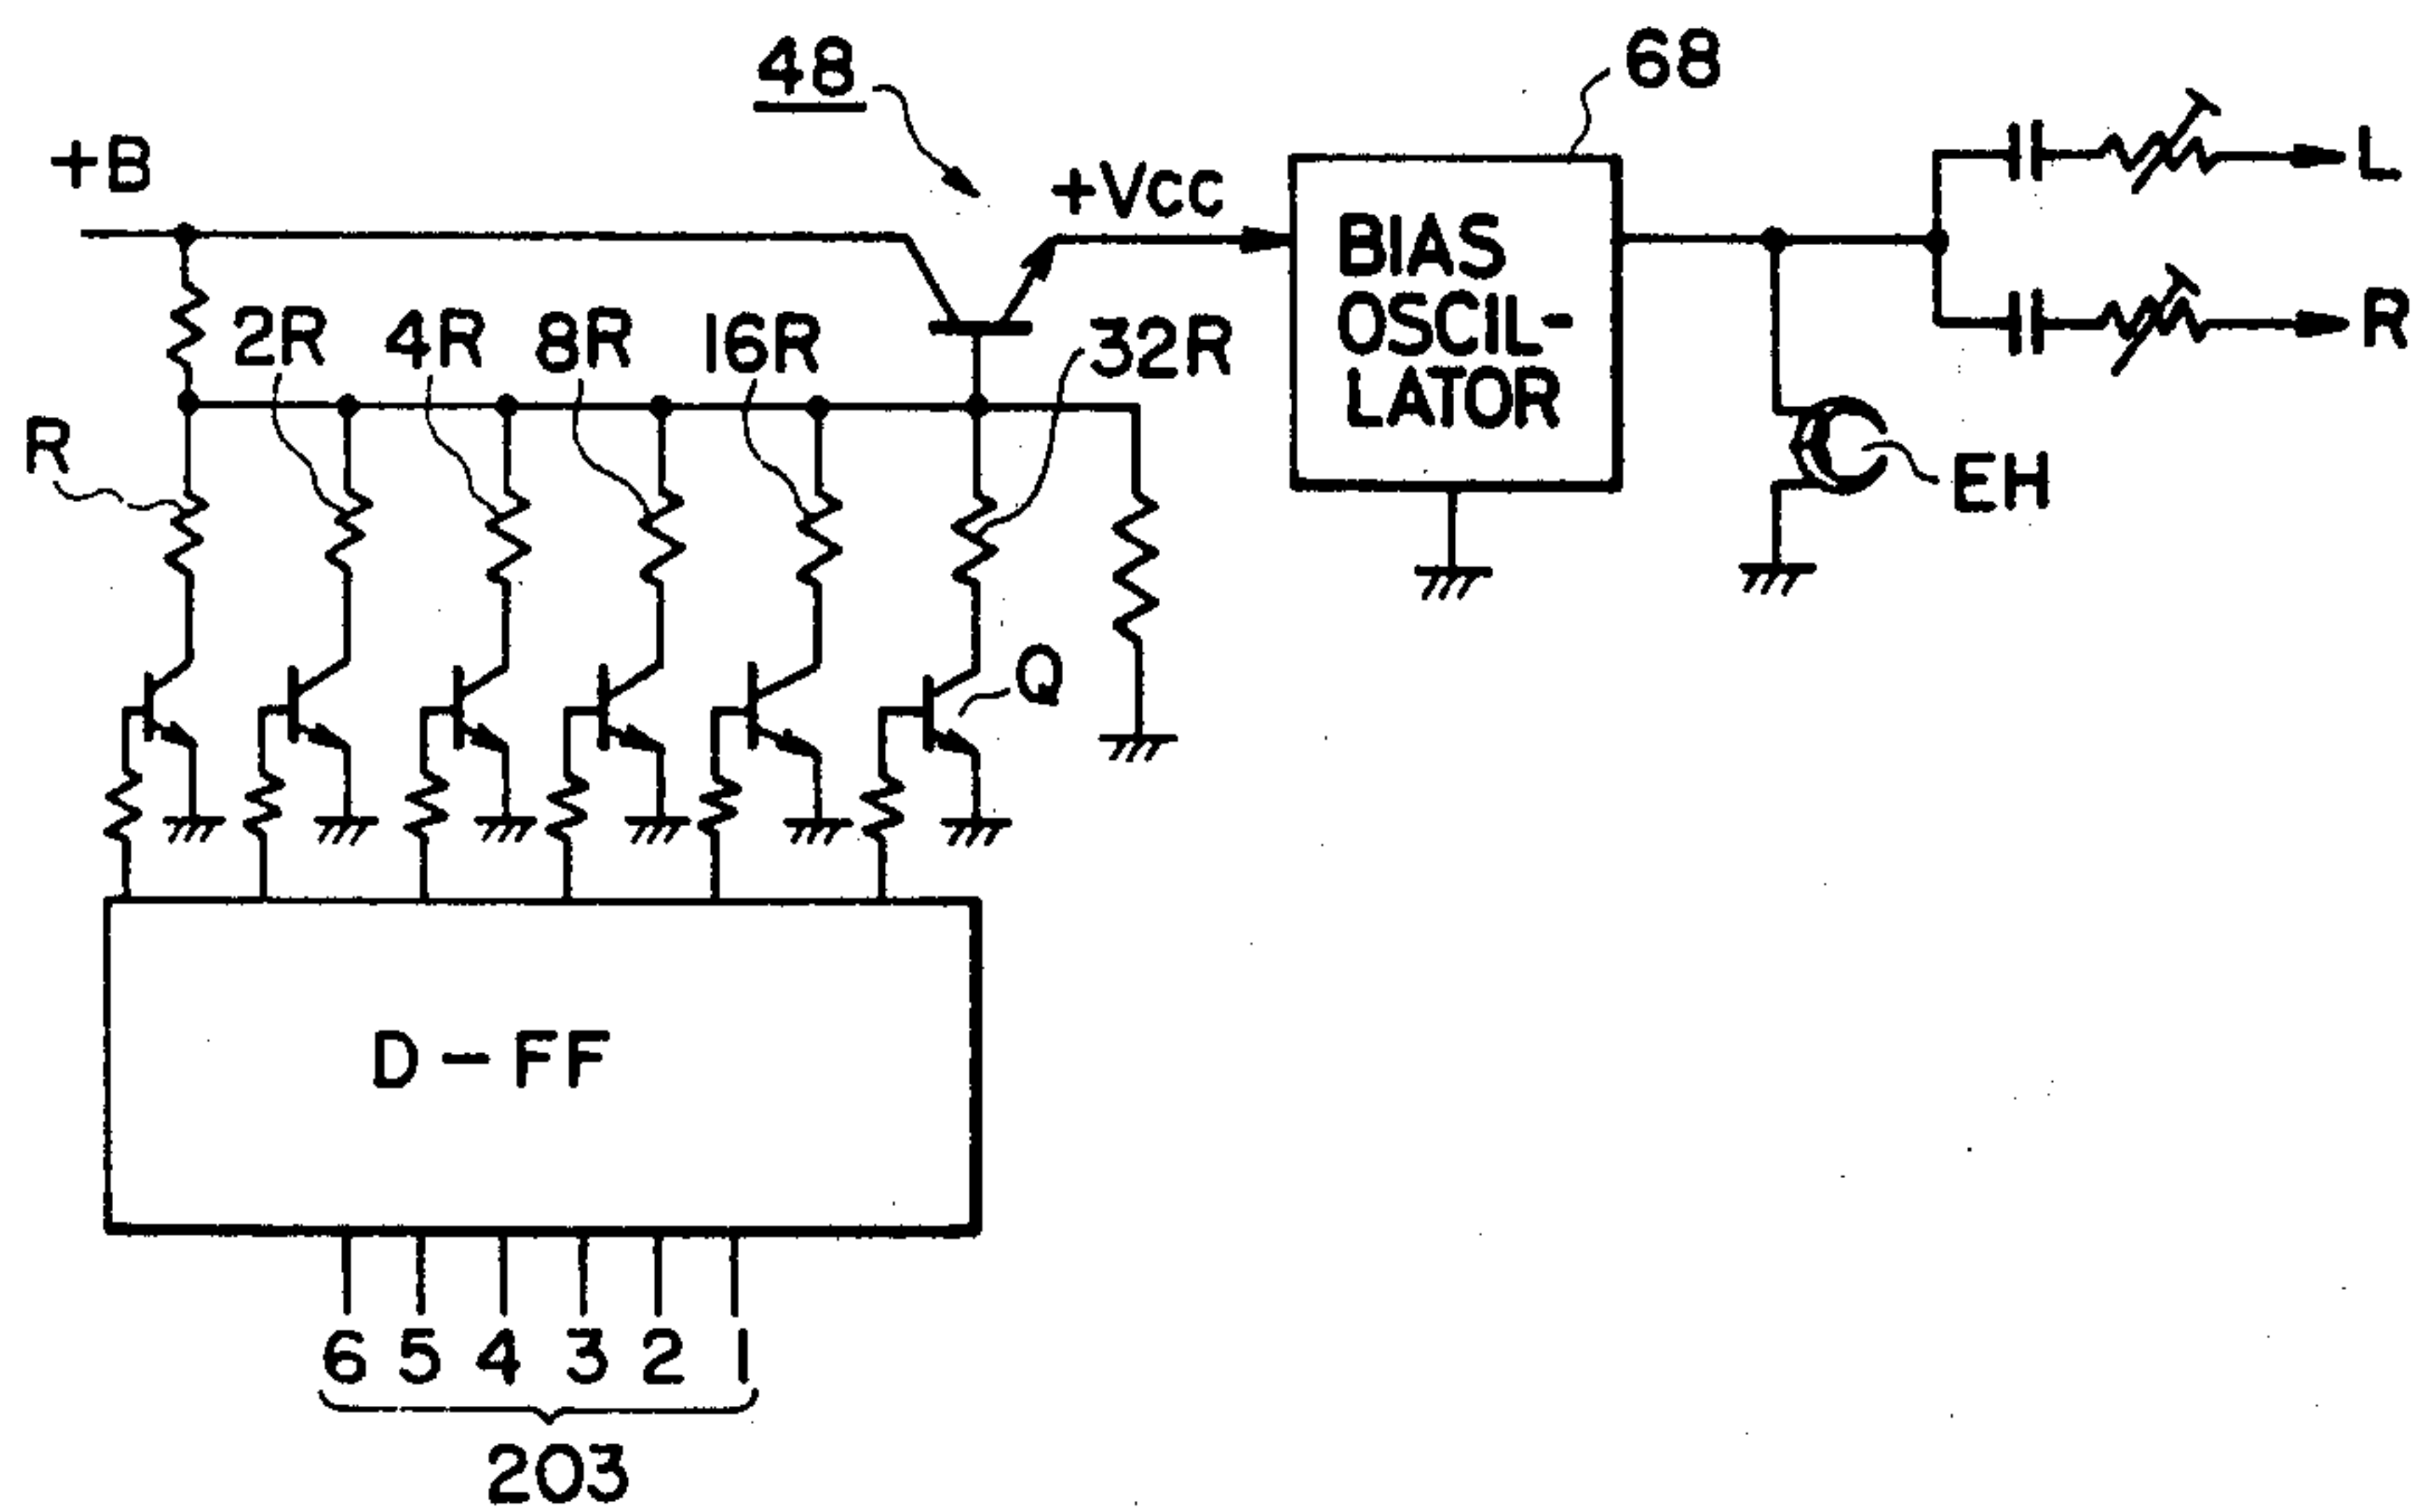 48
68
+B
+Vcc
L
BIAS
OSCIL-
LATOR
2R
4R
8R
16R
32R
R
R
EH
Q
D-FF
6 5 4 3 2 1
203